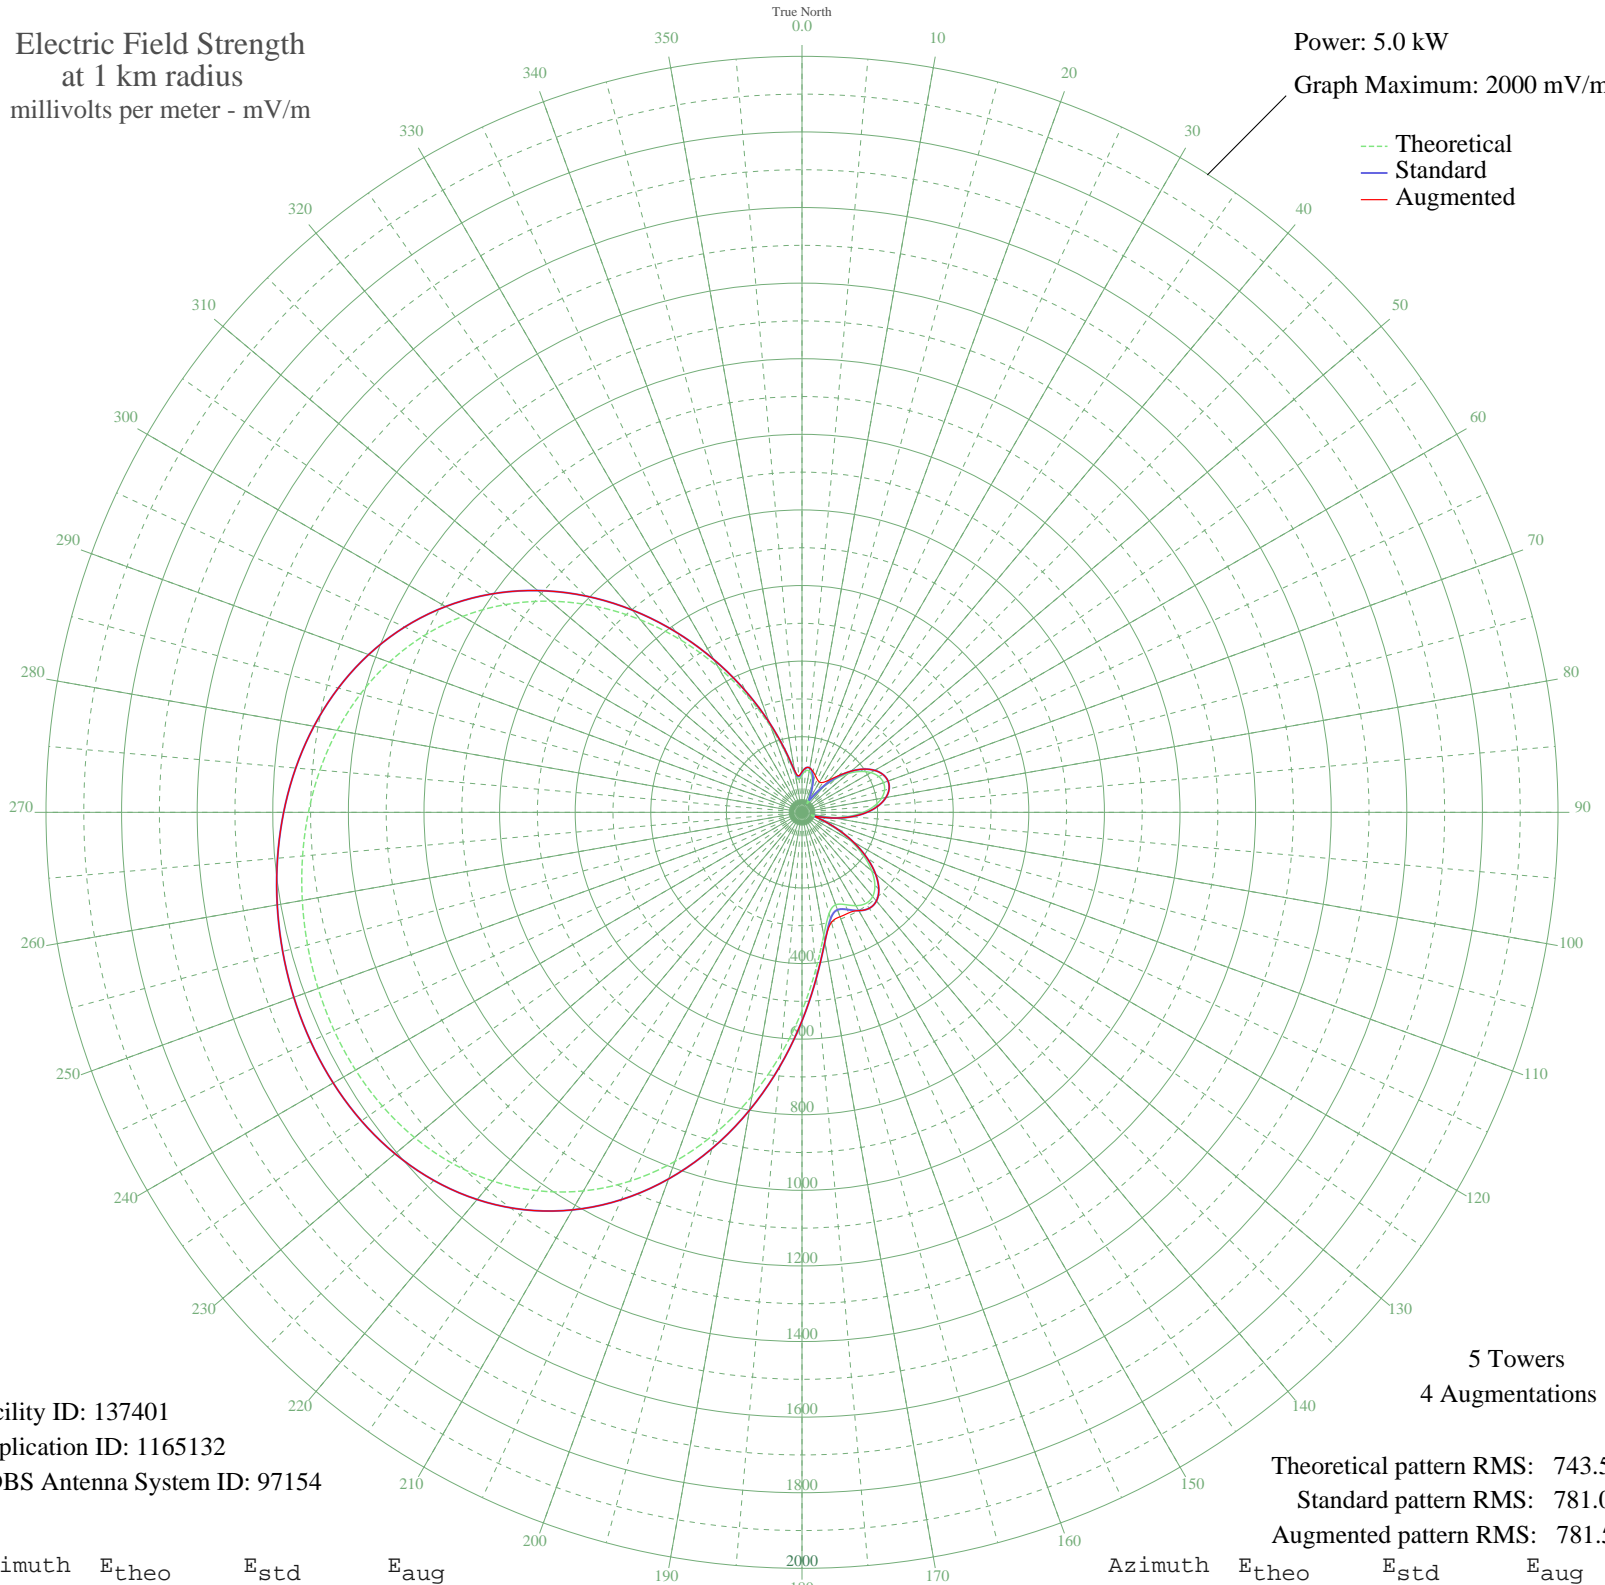 True North
0.0
Electric Field Strength
at 1 km radius
millivolts per meter - mV/m
Power: 5.0 kW
Graph Maximum: 2000 mV/m
Theoretical
Standard
Augmented
350
10
340
20
330
30
320
40
310
50
300
60
290
70
280
80
270
90
260
100
250
110
240
120
230
130
220
140
210
150
200
160
190
170
400
600
800
1000
1200
1400
1600
1800
2000
5 Towers
4 Augmentations
cility ID: 137401
plication ID: 1165132
DBS Antenna System ID: 97154
Theoretical pattern RMS: 743.5
Standard pattern RMS: 781.0
Augmented pattern RMS: 781.5
imuth Etheo Estd Eaug
Azimuth Etheo Estd Eaug